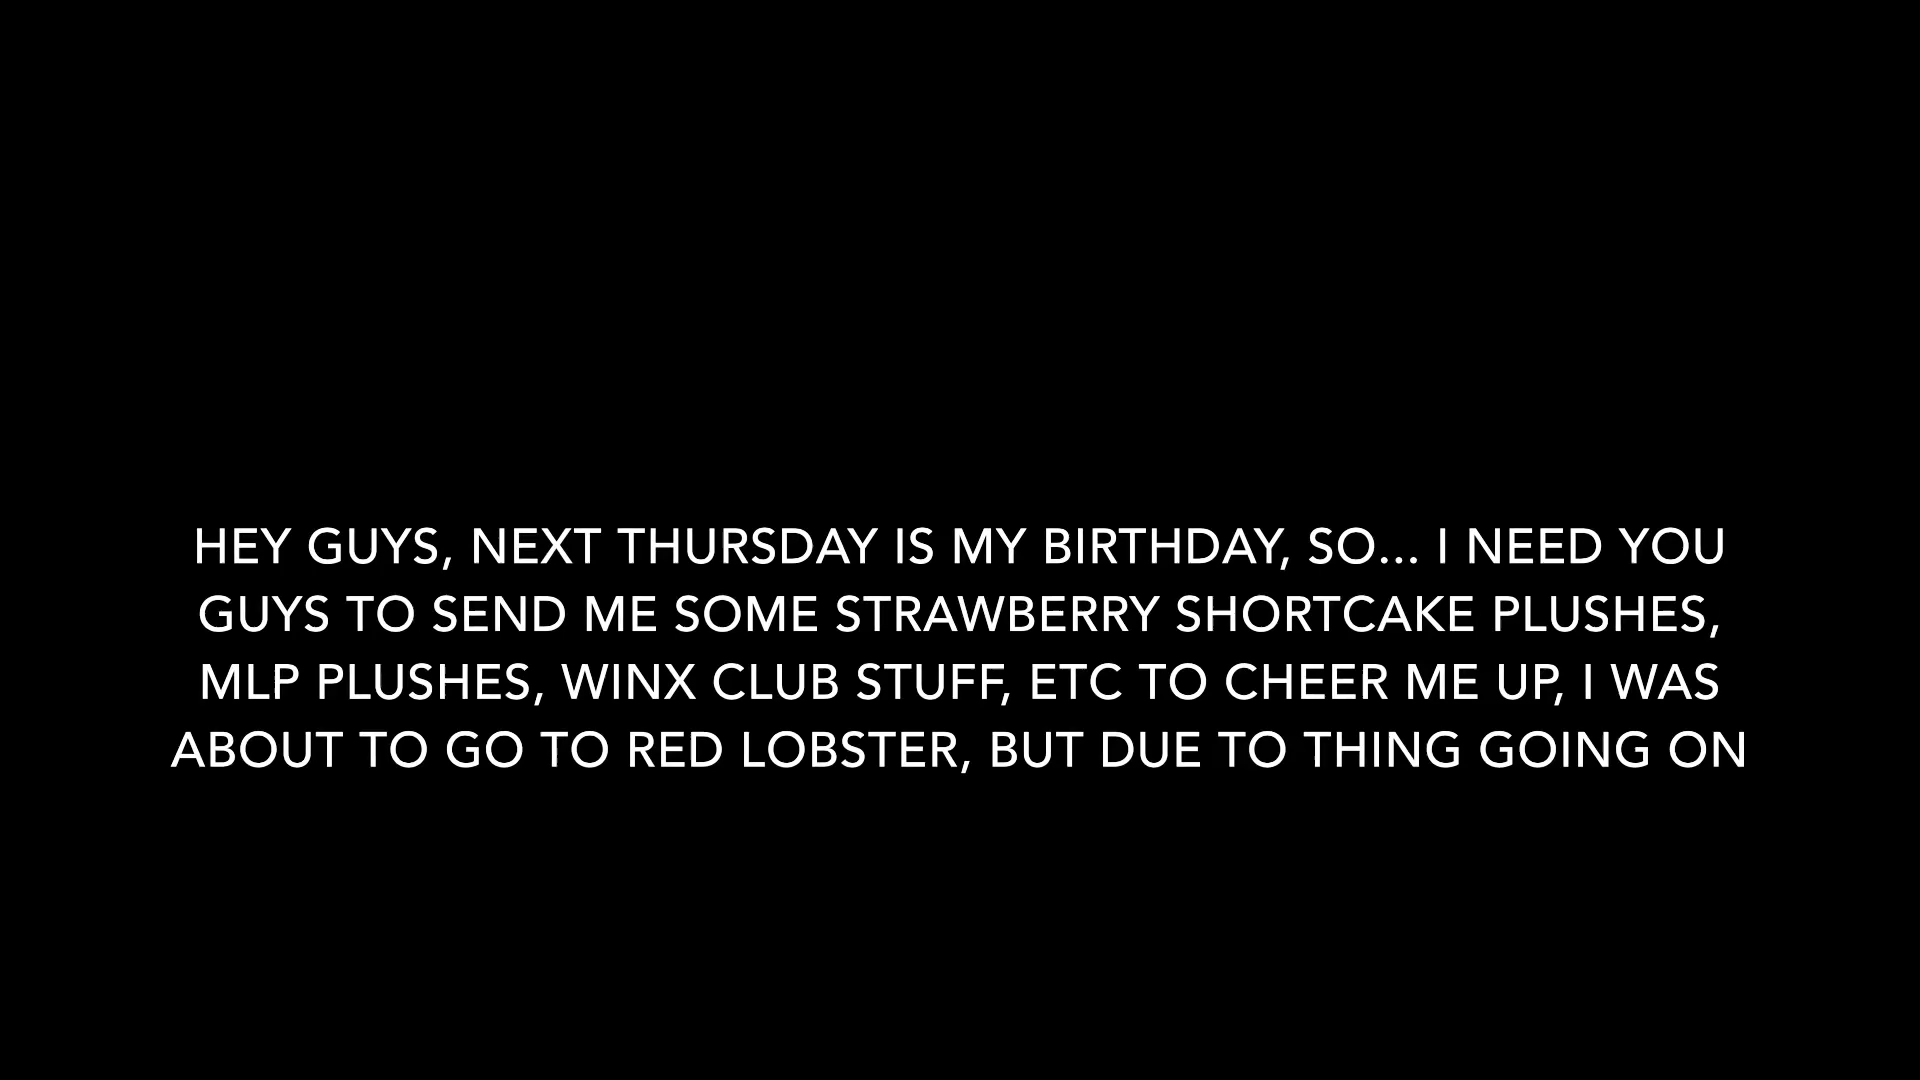 HEY GUYS, NEXT THURSDAY IS MY BIRTHDAY, SO... I NEED YOU
GUYS TO SEND ME SOME STRAWBERRY SHORTCAKE PLUSHES,
MLP PLUSHES, WINX CLUB STUFF, ETC TO CHEER ME UP, I WAS
ABOUT TO GO TO RED LOBSTER, BUT DUE TO THING GOING ON